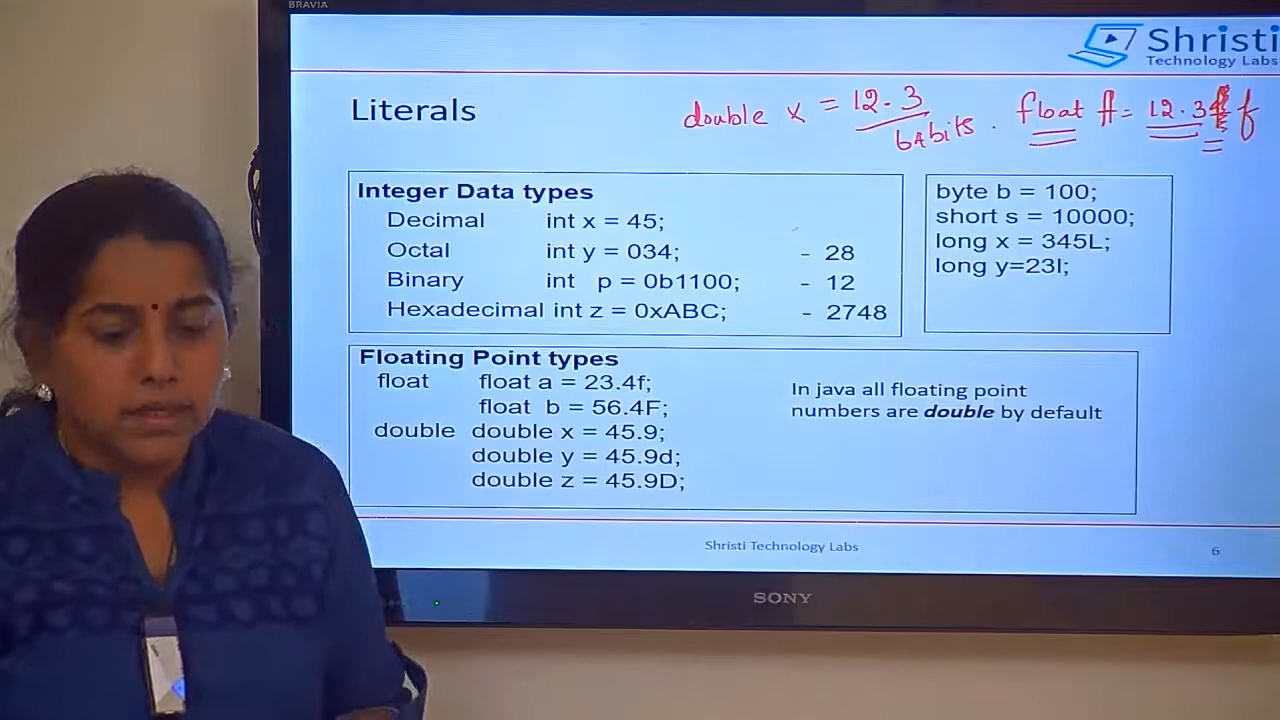 BRAVIA
Shristi
Technology Labs
Literals
double x = 12.3
64bits.
float ft = 12.3 f
Integer Data types
Decimal int x = 45;
Octal int y = 034; - 28
Binary int p = 0b1100; - 12
Hexadecimal int z = 0xABC; - 2748
byte b = 100;
short s = 10000;
long x = 345L;
long y=23l;
Floating Point types
float float a = 23.4f;
float b = 56.4F;
double double x = 45.9;
double y = 45.9d;
double z = 45.9D;
In java all floating point
numbers are double by default
Shristi Technology Labs
6
SONY